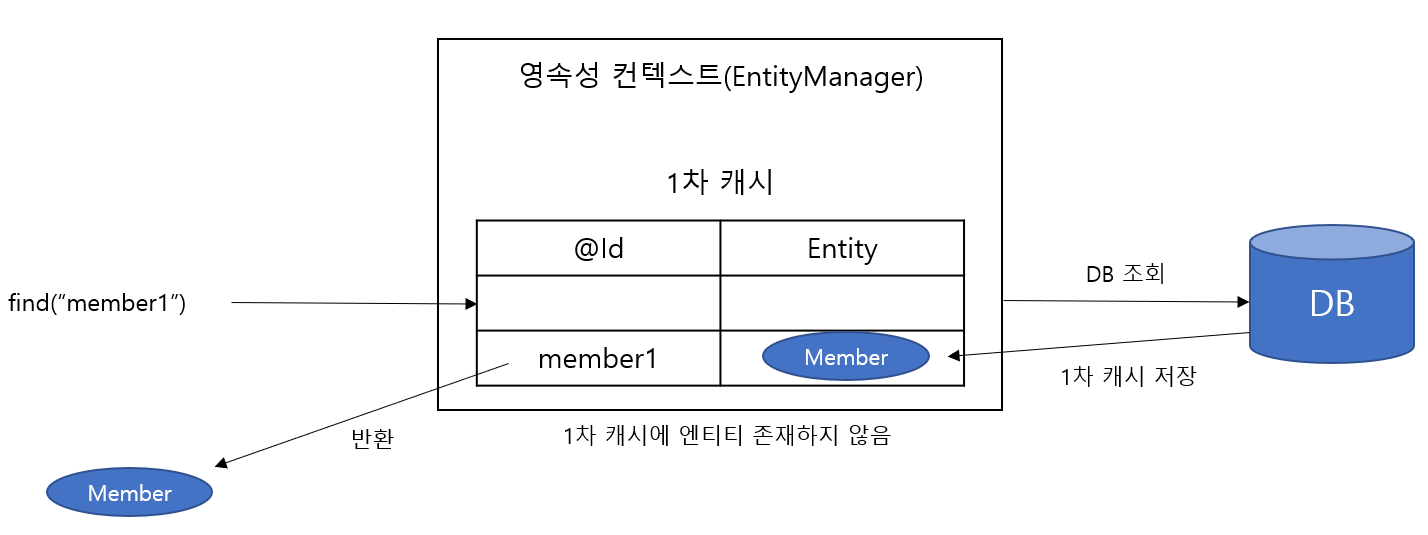 영속성 컨텍스트(EntityManager)
1차 캐시
@Id
Entity
find(“member1”)
DB 조회
DB
member1
Member
1차 캐시 저장
반환
1차 캐시에 엔티티 존재하지 않음
Member